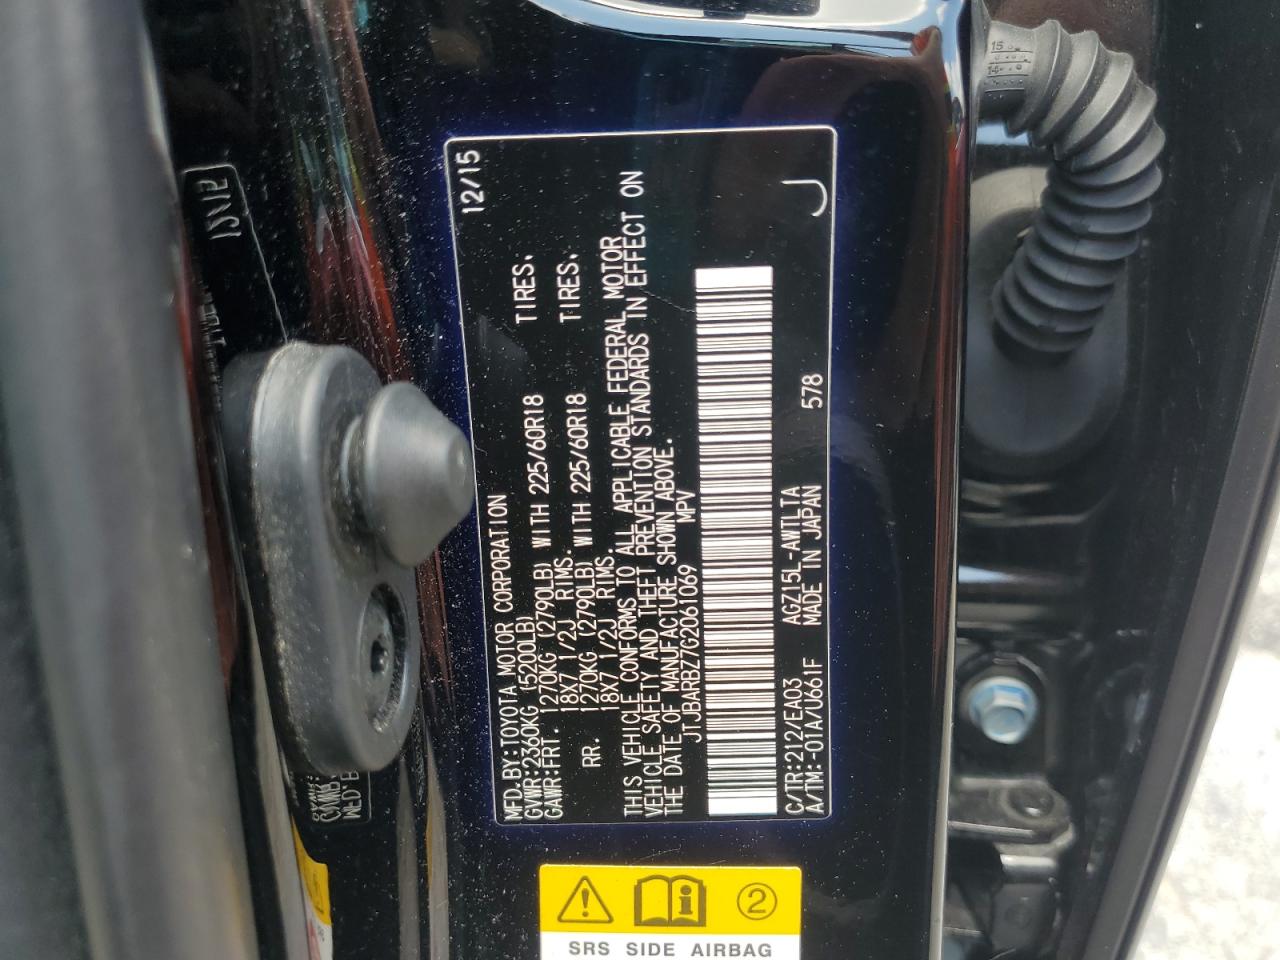 MFD.BY:TOYOTA MOTOR CORPORATION 12/15
GVWR:2360KG (5200LB)
GAWR:FRT. 1270KG (2790LB) WITH 225/60R18 TIRES.
18X7 1/2J RIMS.
RR. 1270KG (2790LB) WITH 225/60R18 TIRES.
18X7 1/2J RIMS.
THIS VEHICLE CONFORMS TO ALL APPLICABLE FEDERAL MOTOR
VEHICLE SAFETY AND THEFT PREVENTION STANDARDS IN EFFECT ON
THE DATE OF MANUFACTURE SHOWN ABOVE.
JTJBARBZ7G2061069 MPV
C/TR:212/EA03 AGZ15L-AWTLTA 578 J
A/TM:-01A/U661F MADE IN JAPAN
2
SRS SIDE AIRBAG
15
14